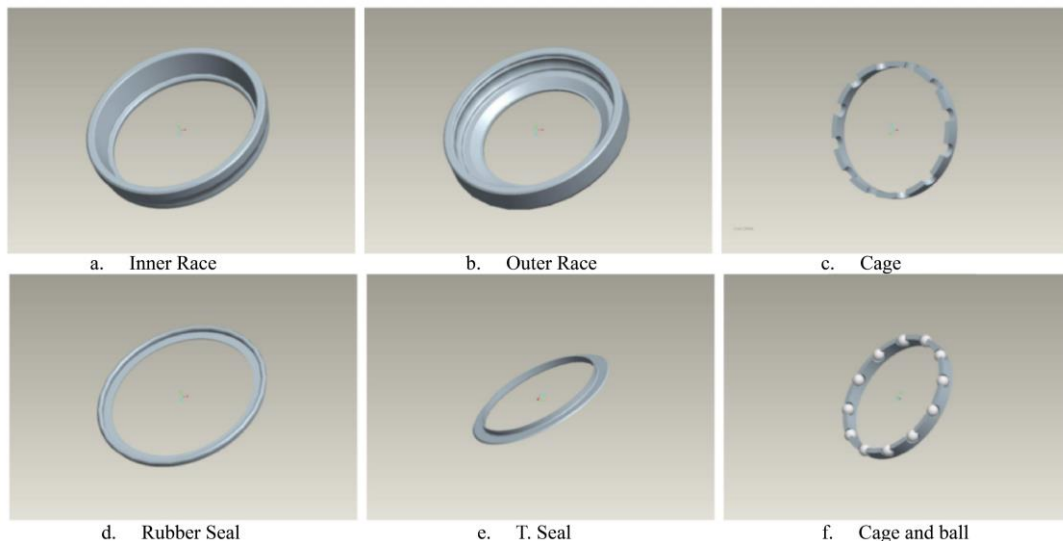 a. Inner Race
b. Outer Race
c. Cage
d. Rubber Seal
e. T. Seal
f. Cage and ball